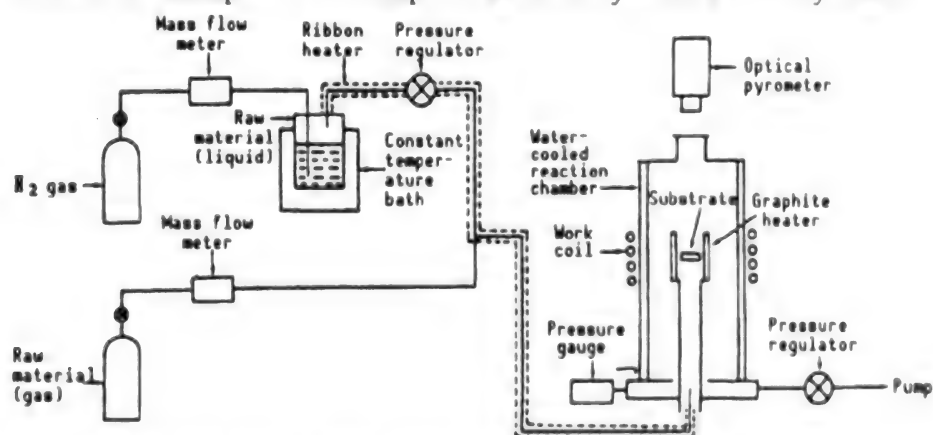 Mass flow
meter
Ribbon
heater
Pressure
regulator
Optical
pyrometer
Raw
material
(liquid)
Constant
temper-
ature
bath
Water-
cooled
reaction
chamber
Substrate
Graphite
heater
gas
Mass flow
meter
Work
coil
Raw
material
(gas)
Pressure
gauge
Pressure
regulator
Pump